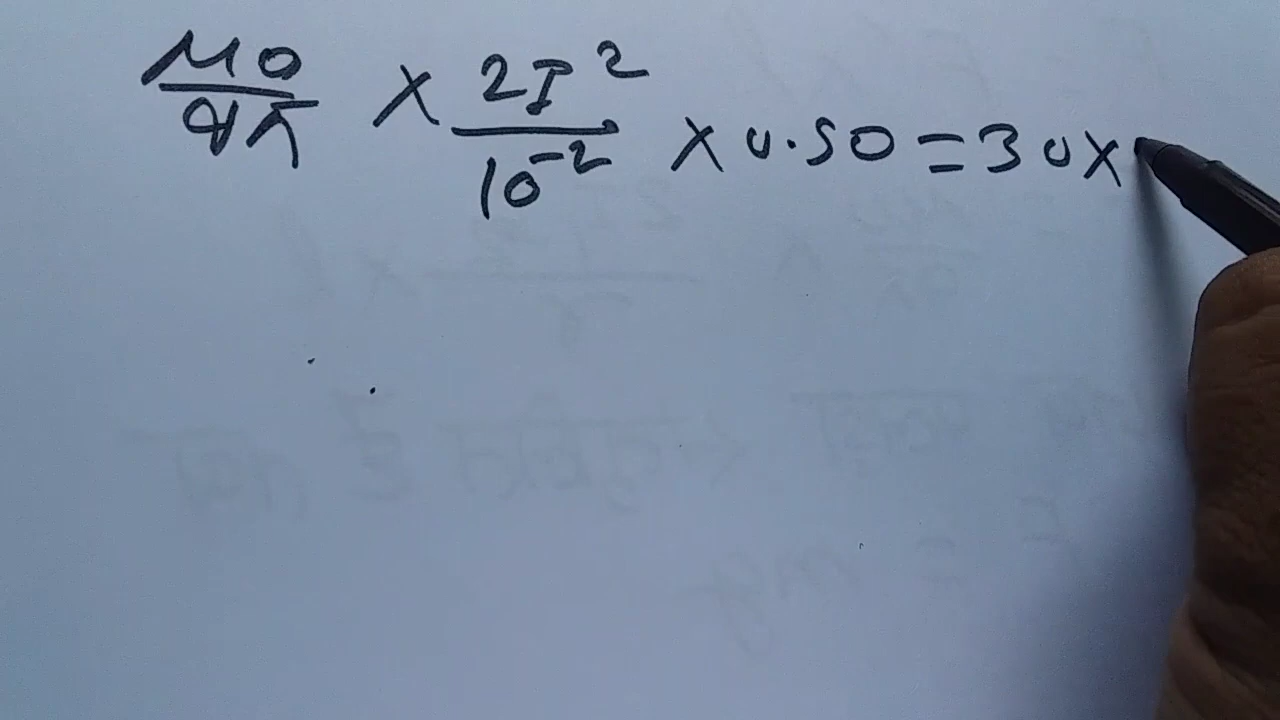 μ0/4π × 2I²/10⁻² × 0.50 = 30×